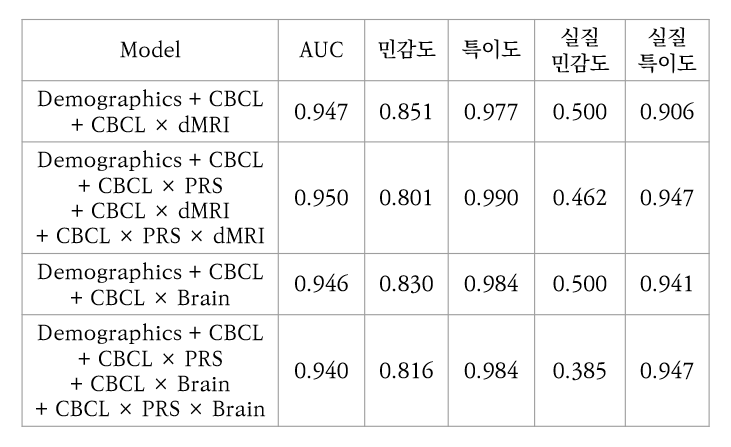 Model AUC 민감도 특이도 실질 민감도 실질 특이도
Demographics + CBCL
+ CBCL × dMRI
0.947 0.851 0.977 0.500 0.906
Demographics + CBCL
+ CBCL × PRS
+ CBCL × dMRI
+ CBCL × PRS × dMRI
0.950 0.801 0.990 0.462 0.947
Demographics + CBCL
+ CBCL × Brain
0.946 0.830 0.984 0.500 0.941
Demographics + CBCL
+ CBCL × PRS
+ CBCL × Brain
+ CBCL × PRS × Brain
0.940 0.816 0.984 0.385 0.947